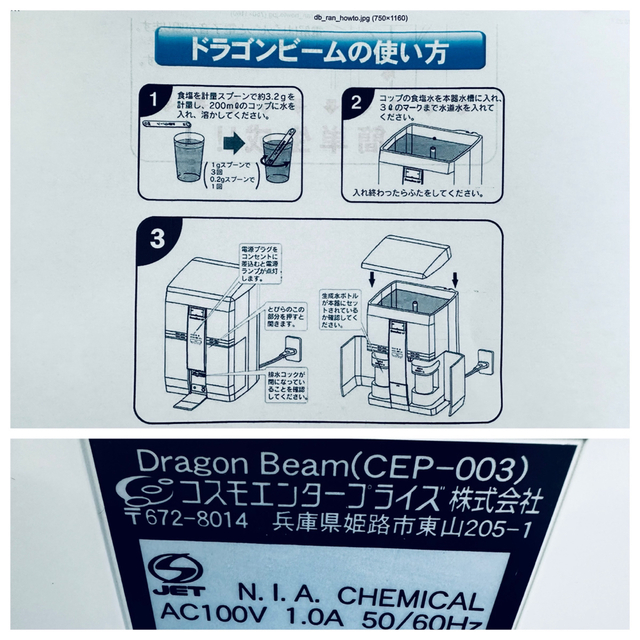 db_ran_howto.jpg (750×1160)
ドラゴンビームの使い方
1
食塩を計量スプーンで約3.2gを
計量し、200mℓのコップに水を
入れ、溶かしてください。
1gスプーンで
3回
0.2gスプーンで
1回
2
コップの食塩水を本器水槽に入れ、
3ℓのマークまで水道水を入れて
ください。
入れ終わったらふたをしてください。
3
電源プラグを
コンセントに
差込むと電源
ランプが点灯
します。
とびらのこの
部分を押すと
開きます。
排水コックが
閉になってい
ることを確認
してください。
生成水ボトル
が本器にセッ
トされている
か確認してく
ださい。
Dragon Beam(CEP-003)
コスモエンタープライズ株式会社
〒672-8014 兵庫県姫路市東山205-1
JET
N.I.A. CHEMICAL
AC100V 1.0A 50/60Hz